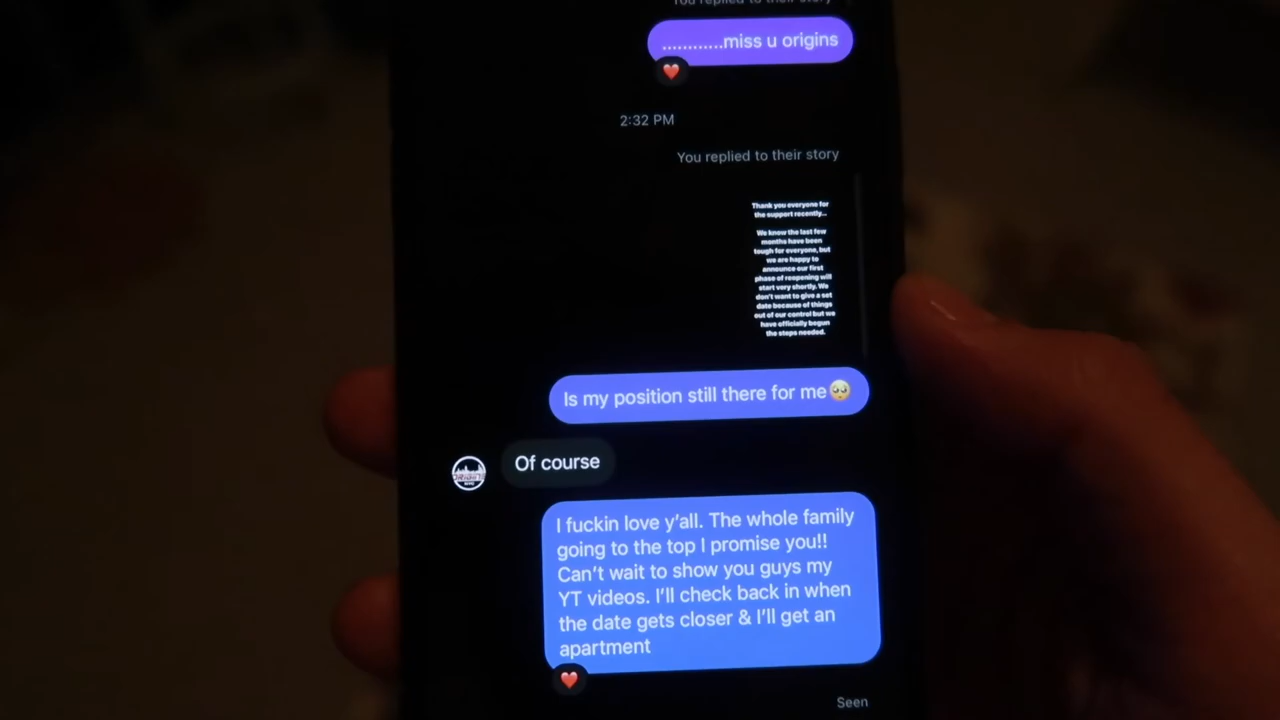 You replied to their story
............miss u origins
2:32 PM
You replied to their story
Thank you everyone for
the support recently...
We know the last few
months have been
tough for everyone, but
we are happy to
announce our first
phase of reopening will
start very shortly. We
don't want to give a set
date because of things
out of our control but we
have officially begun
the steps needed.
Is my position still there for me🥺
Of course
I fuckin love y'all. The whole family
going to the top I promise you!!
Can't wait to show you guys my
YT videos. I'll check back in when
the date gets closer & I'll get an
apartment
Seen